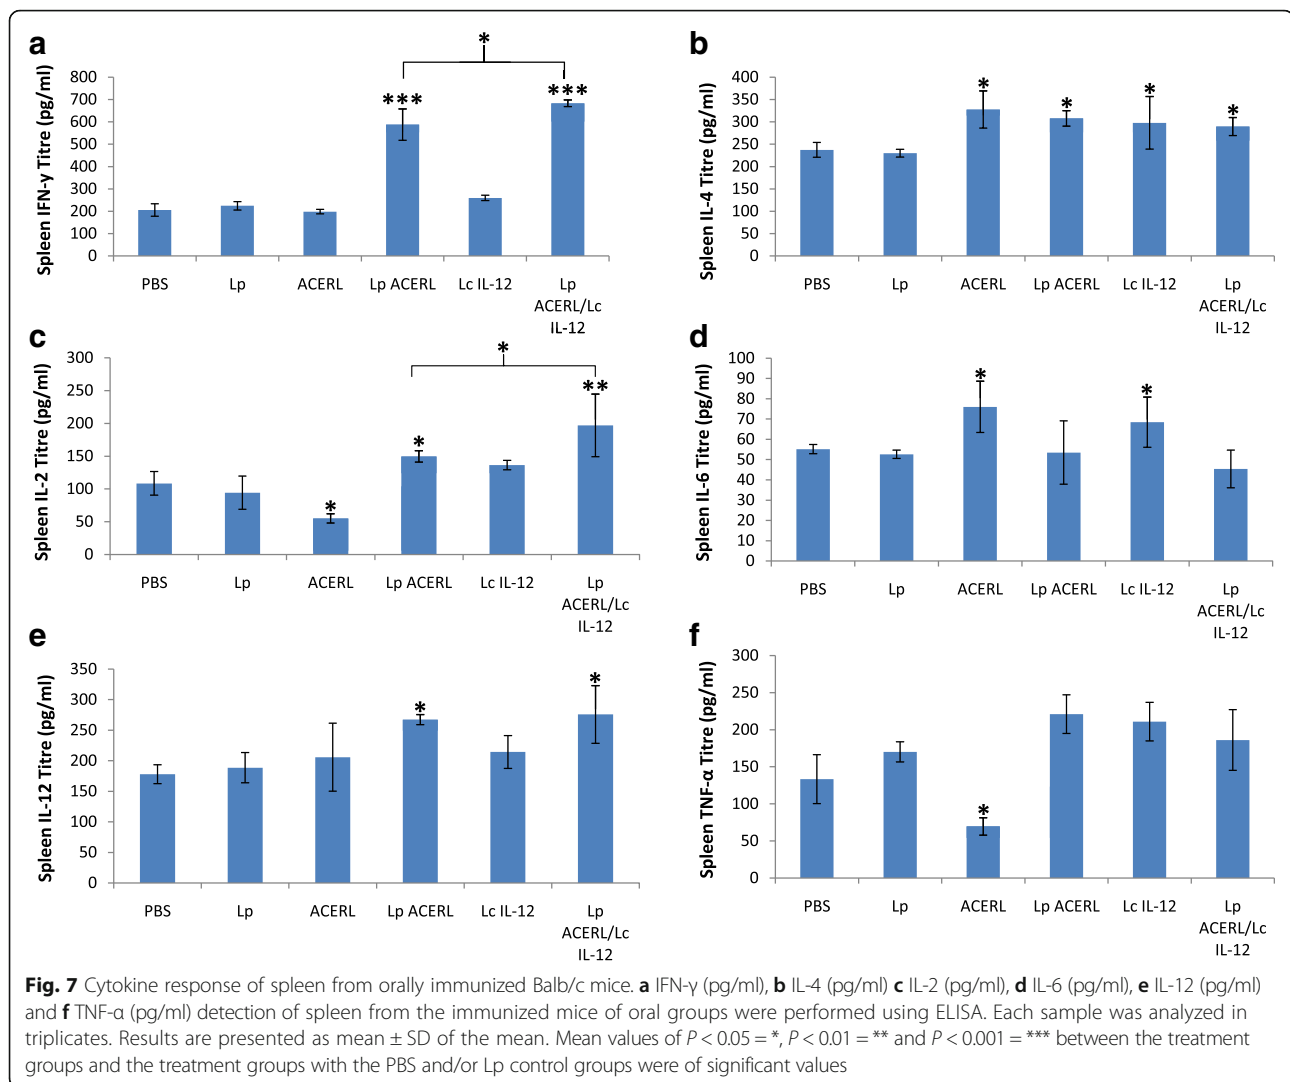 a
*
*** ***
Spleen IFN-γ Titre (pg/ml)
800
700
600
500
400
300
200
100
0
PBS Lp ACERL Lp ACERL Lc IL-12 Lp
ACERL/Lc
IL-12
b
* * * *
Spleen IL-4 Titre (pg/ml)
400
350
300
250
200
150
100
50
0
PBS Lp ACERL Lp ACERL Lc IL-12 Lp
ACERL/Lc
IL-12
c
*
* * **
Spleen IL-2 Titre (pg/ml)
300
250
200
150
100
50
0
PBS Lp ACERL Lp ACERL Lc IL-12 Lp
ACERL/Lc
IL-12
d
* *
Spleen IL-6 Titre (pg/ml)
100
90
80
70
60
50
40
30
20
10
0
PBS Lp ACERL Lp ACERL Lc IL-12 Lp
ACERL/Lc
IL-12
e
* *
Spleen IL-12 Titre (pg/ml)
350
300
250
200
150
100
50
0
PBS Lp ACERL Lp ACERL Lc IL-12 Lp
ACERL/Lc
IL-12
f
*
Spleen TNF-α Titre (pg/ml)
300
250
200
150
100
50
0
PBS Lp ACERL Lp ACERL Lc IL-12 Lp
ACERL/Lc
IL-12
Fig. 7 Cytokine response of spleen from orally immunized Balb/c mice. a IFN-γ (pg/ml), b IL-4 (pg/ml) c IL-2 (pg/ml), d IL-6 (pg/ml), e IL-12 (pg/ml)
and f TNF-α (pg/ml) detection of spleen from the immunized mice of oral groups were performed using ELISA. Each sample was analyzed in
triplicates. Results are presented as mean ± SD of the mean. Mean values of P < 0.05 = *, P < 0.01 = ** and P < 0.001 = *** between the treatment
groups and the treatment groups with the PBS and/or Lp control groups were of significant values